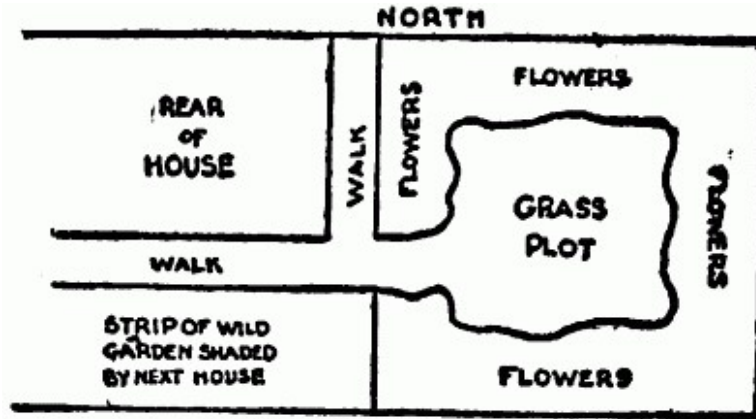 NORTH
FLOWERS
REAR
OF
HOUSE
WALK
FLOWERS
GRASS
PLOT
FLOWERS
WALK
STRIP OF WILD
GARDEN SHADED
BY NEXT HOUSE
FLOWERS